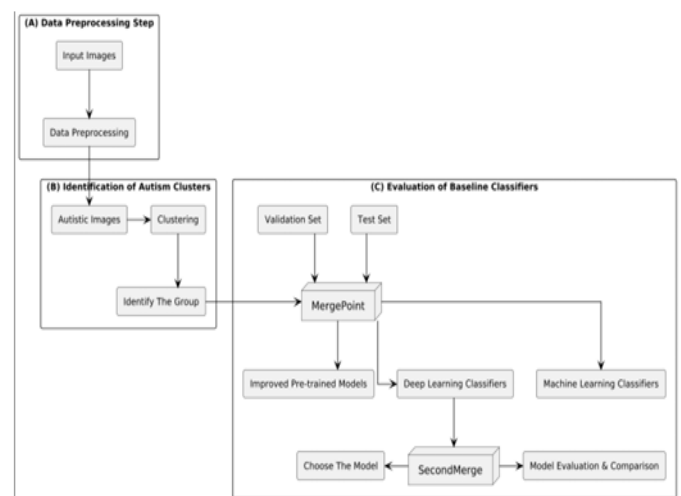 (A) Data Preprocessing Step
Input Images
Data Preprocessing
(B) Identification of Autism Clusters
Autistic Images
Clustering
Identify The Group
(C) Evaluation of Baseline Classifiers
Validation Set
Test Set
MergePoint
Improved Pre-trained Models
Deep Learning Classifiers
Machine Learning Classifiers
Choose The Model
SecondMerge
Model Evaluation & Comparison